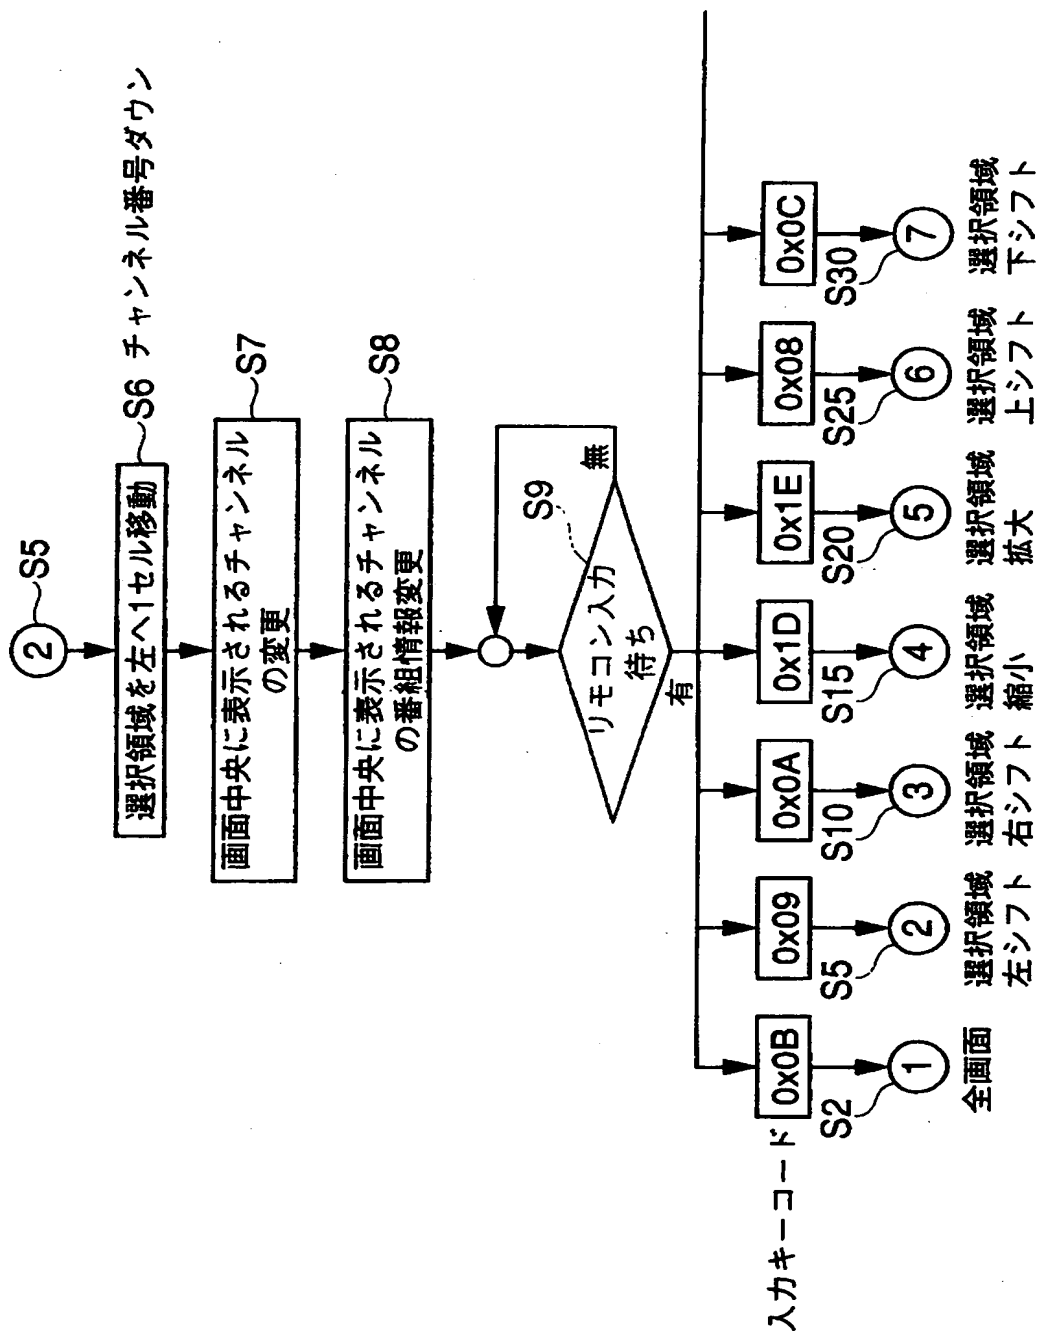 2
S5
選択領域を左へ1セル移動
S6 チャンネル番号ダウン
画面中央に表示されるチャンネル
の変更
S7
画面中央に表示されるチャンネル
の番組情報変更
S8
リモコン入力
待ち
S9
無
有
入力キーコード
0x0B
0x09
0x0A
0x1D
0x1E
0x08
0x0C
S2
S5
S10
S15
S20
S25
S30
1
2
3
4
5
6
7
全画面
選択領域
左シフト
選択領域
右シフト
選択領域
縮小
選択領域
拡大
選択領域
上シフト
選択領域
下シフト